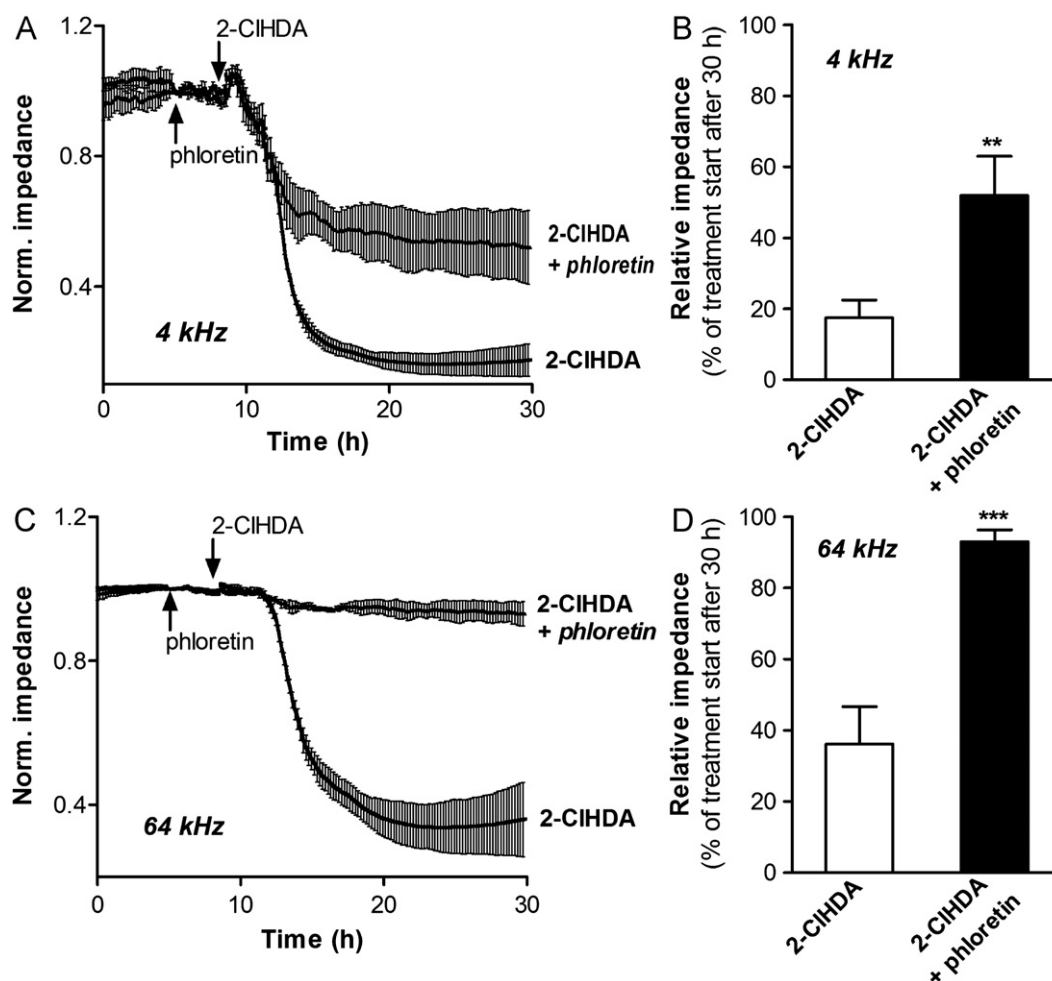 A
1.2
0.8
0.4
Norm. impedance
2-ClHDA
phloretin
2-ClHDA
+ phloretin
2-ClHDA
4 kHz
0
10
20
30
Time (h)
B
100
80
60
40
20
0
Relative impedance
(% of treatment start after 30 h)
4 kHz
**
2-ClHDA
2-ClHDA
+ phloretin
C
1.2
0.8
0.4
Norm. impedance
2-ClHDA
phloretin
2-ClHDA
+ phloretin
2-ClHDA
64 kHz
0
10
20
30
Time (h)
D
100
80
60
40
20
0
Relative impedance
(% of treatment start after 30 h)
64 kHz
***
2-ClHDA
2-ClHDA
+ phloretin